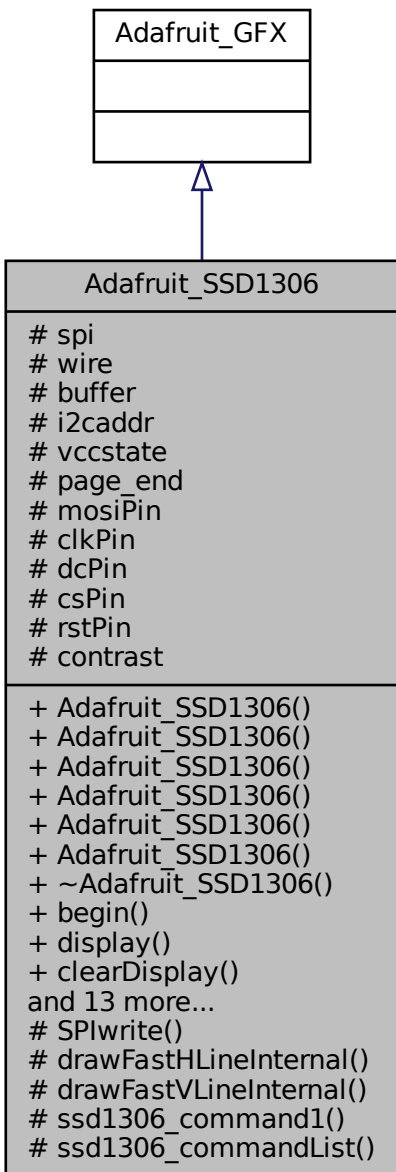 Adafruit_GFX
Adafruit_SSD1306
# spi
# wire
# buffer
# i2caddr
# vccstate
# page_end
# mosiPin
# clkPin
# dcPin
# csPin
# rstPin
# contrast
+ Adafruit_SSD1306()
+ Adafruit_SSD1306()
+ Adafruit_SSD1306()
+ Adafruit_SSD1306()
+ Adafruit_SSD1306()
+ Adafruit_SSD1306()
+ ~Adafruit_SSD1306()
+ begin()
+ display()
+ clearDisplay()
and 13 more...
# SPIwrite()
# drawFastHLineInternal()
# drawFastVLineInternal()
# ssd1306_command1()
# ssd1306_commandList()